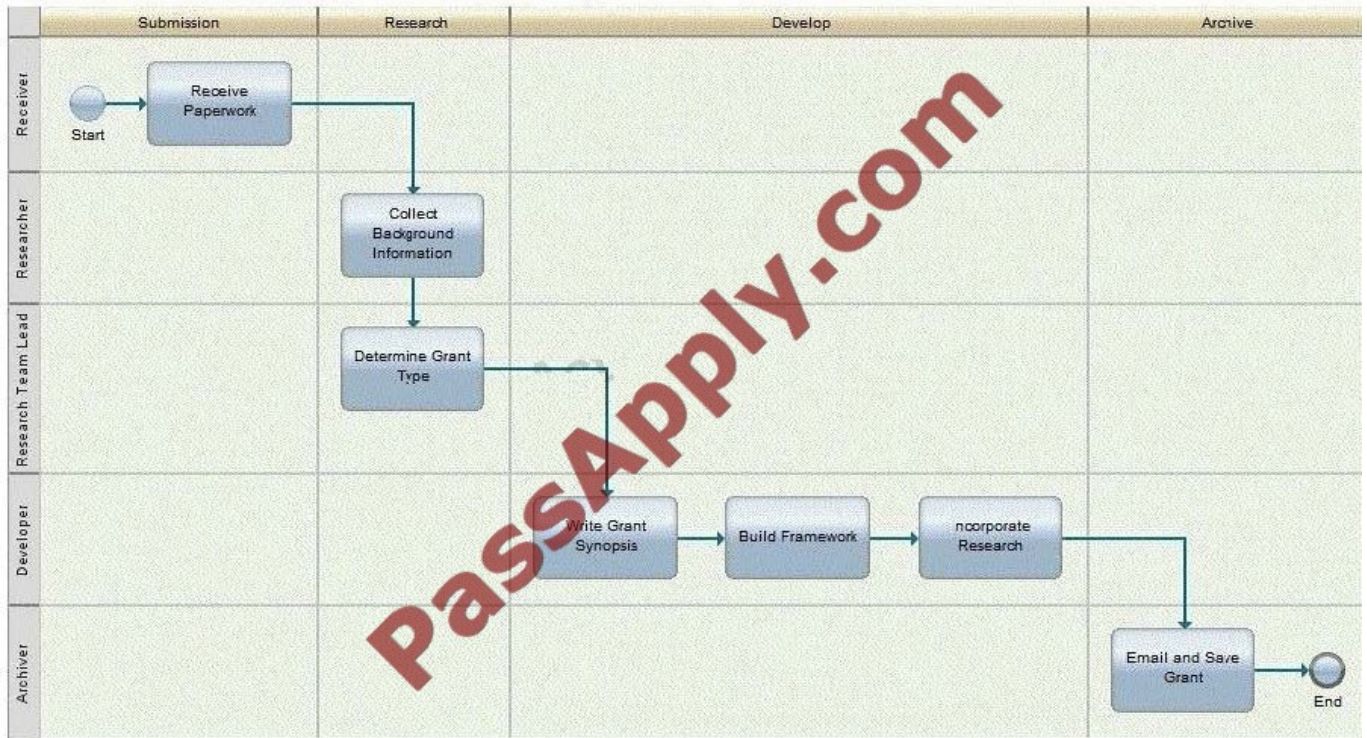 Submission
Research
Develop
Archive
Receiver
Start
Receive
Paperwork
Researcher
Collect
Background
Information
Research Team Lead
Determine Grant
Type
Developer
Write Grant
Synopsis
Build Framework
ncorporate
Research
Archiver
Email and Save
Grant
End
PassApply.com